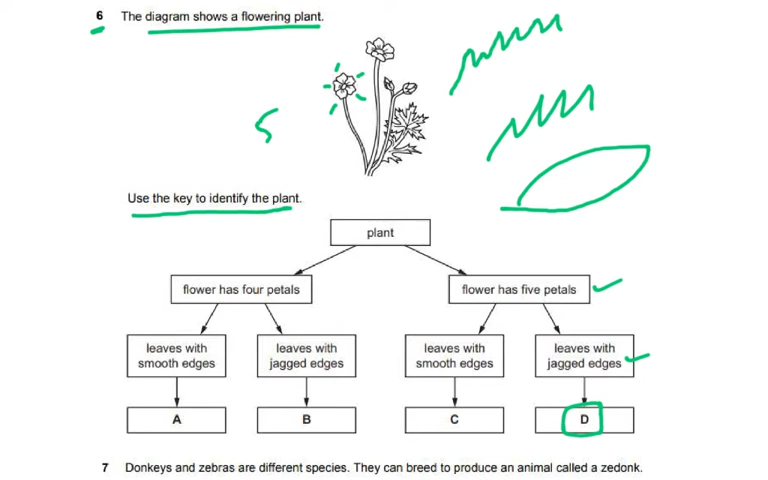 6 The diagram shows a flowering plant.
5
Use the key to identify the plant.
plant
flower has four petals
flower has five petals
leaves with
smooth edges
leaves with
jagged edges
leaves with
smooth edges
leaves with
jagged edges
A
B
C
D
7 Donkeys and zebras are different species. They can breed to produce an animal called a zedonk.